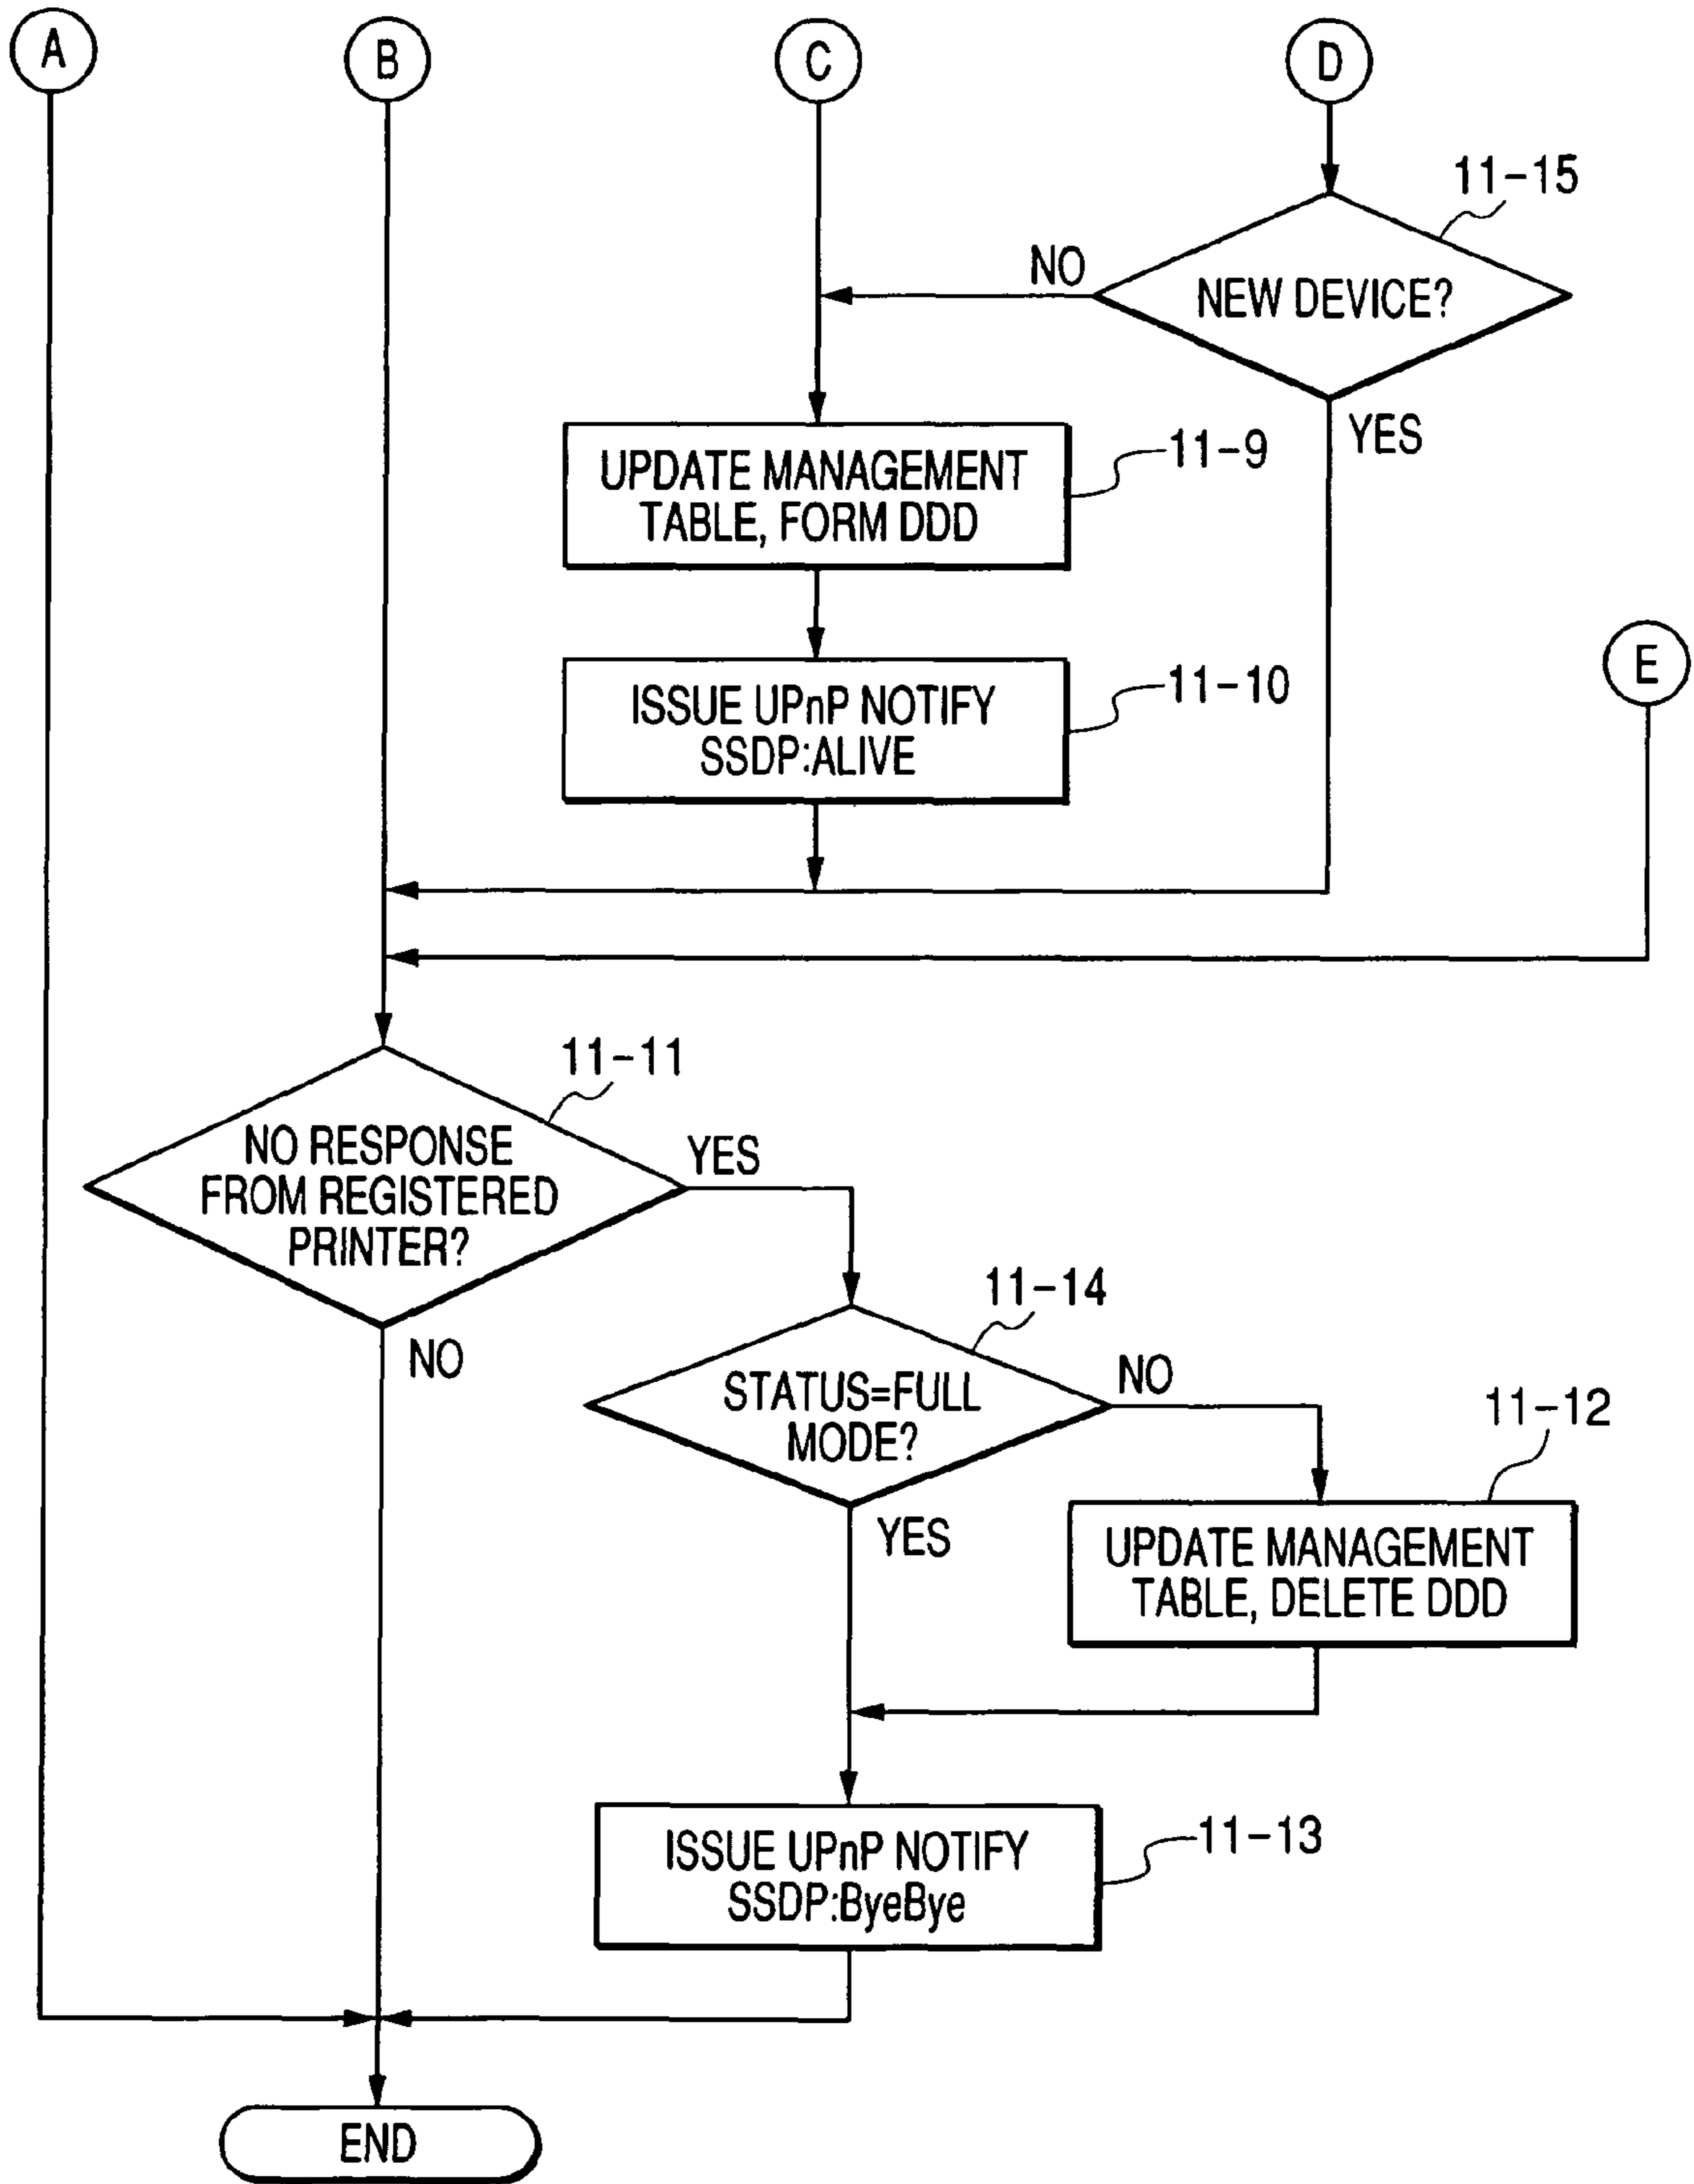 A
B
C
D
11-15
NO
NEW DEVICE?
YES
UPDATE MANAGEMENT
TABLE, FORM DDD
11-9
ISSUE UPnP NOTIFY
SSDP:ALIVE
11-10
E
11-11
NO RESPONSE
FROM REGISTERED
PRINTER?
YES
NO
11-14
STATUS=FULL
MODE?
NO
YES
11-12
UPDATE MANAGEMENT
TABLE, DELETE DDD
ISSUE UPnP NOTIFY
SSDP:ByeBye
11-13
END